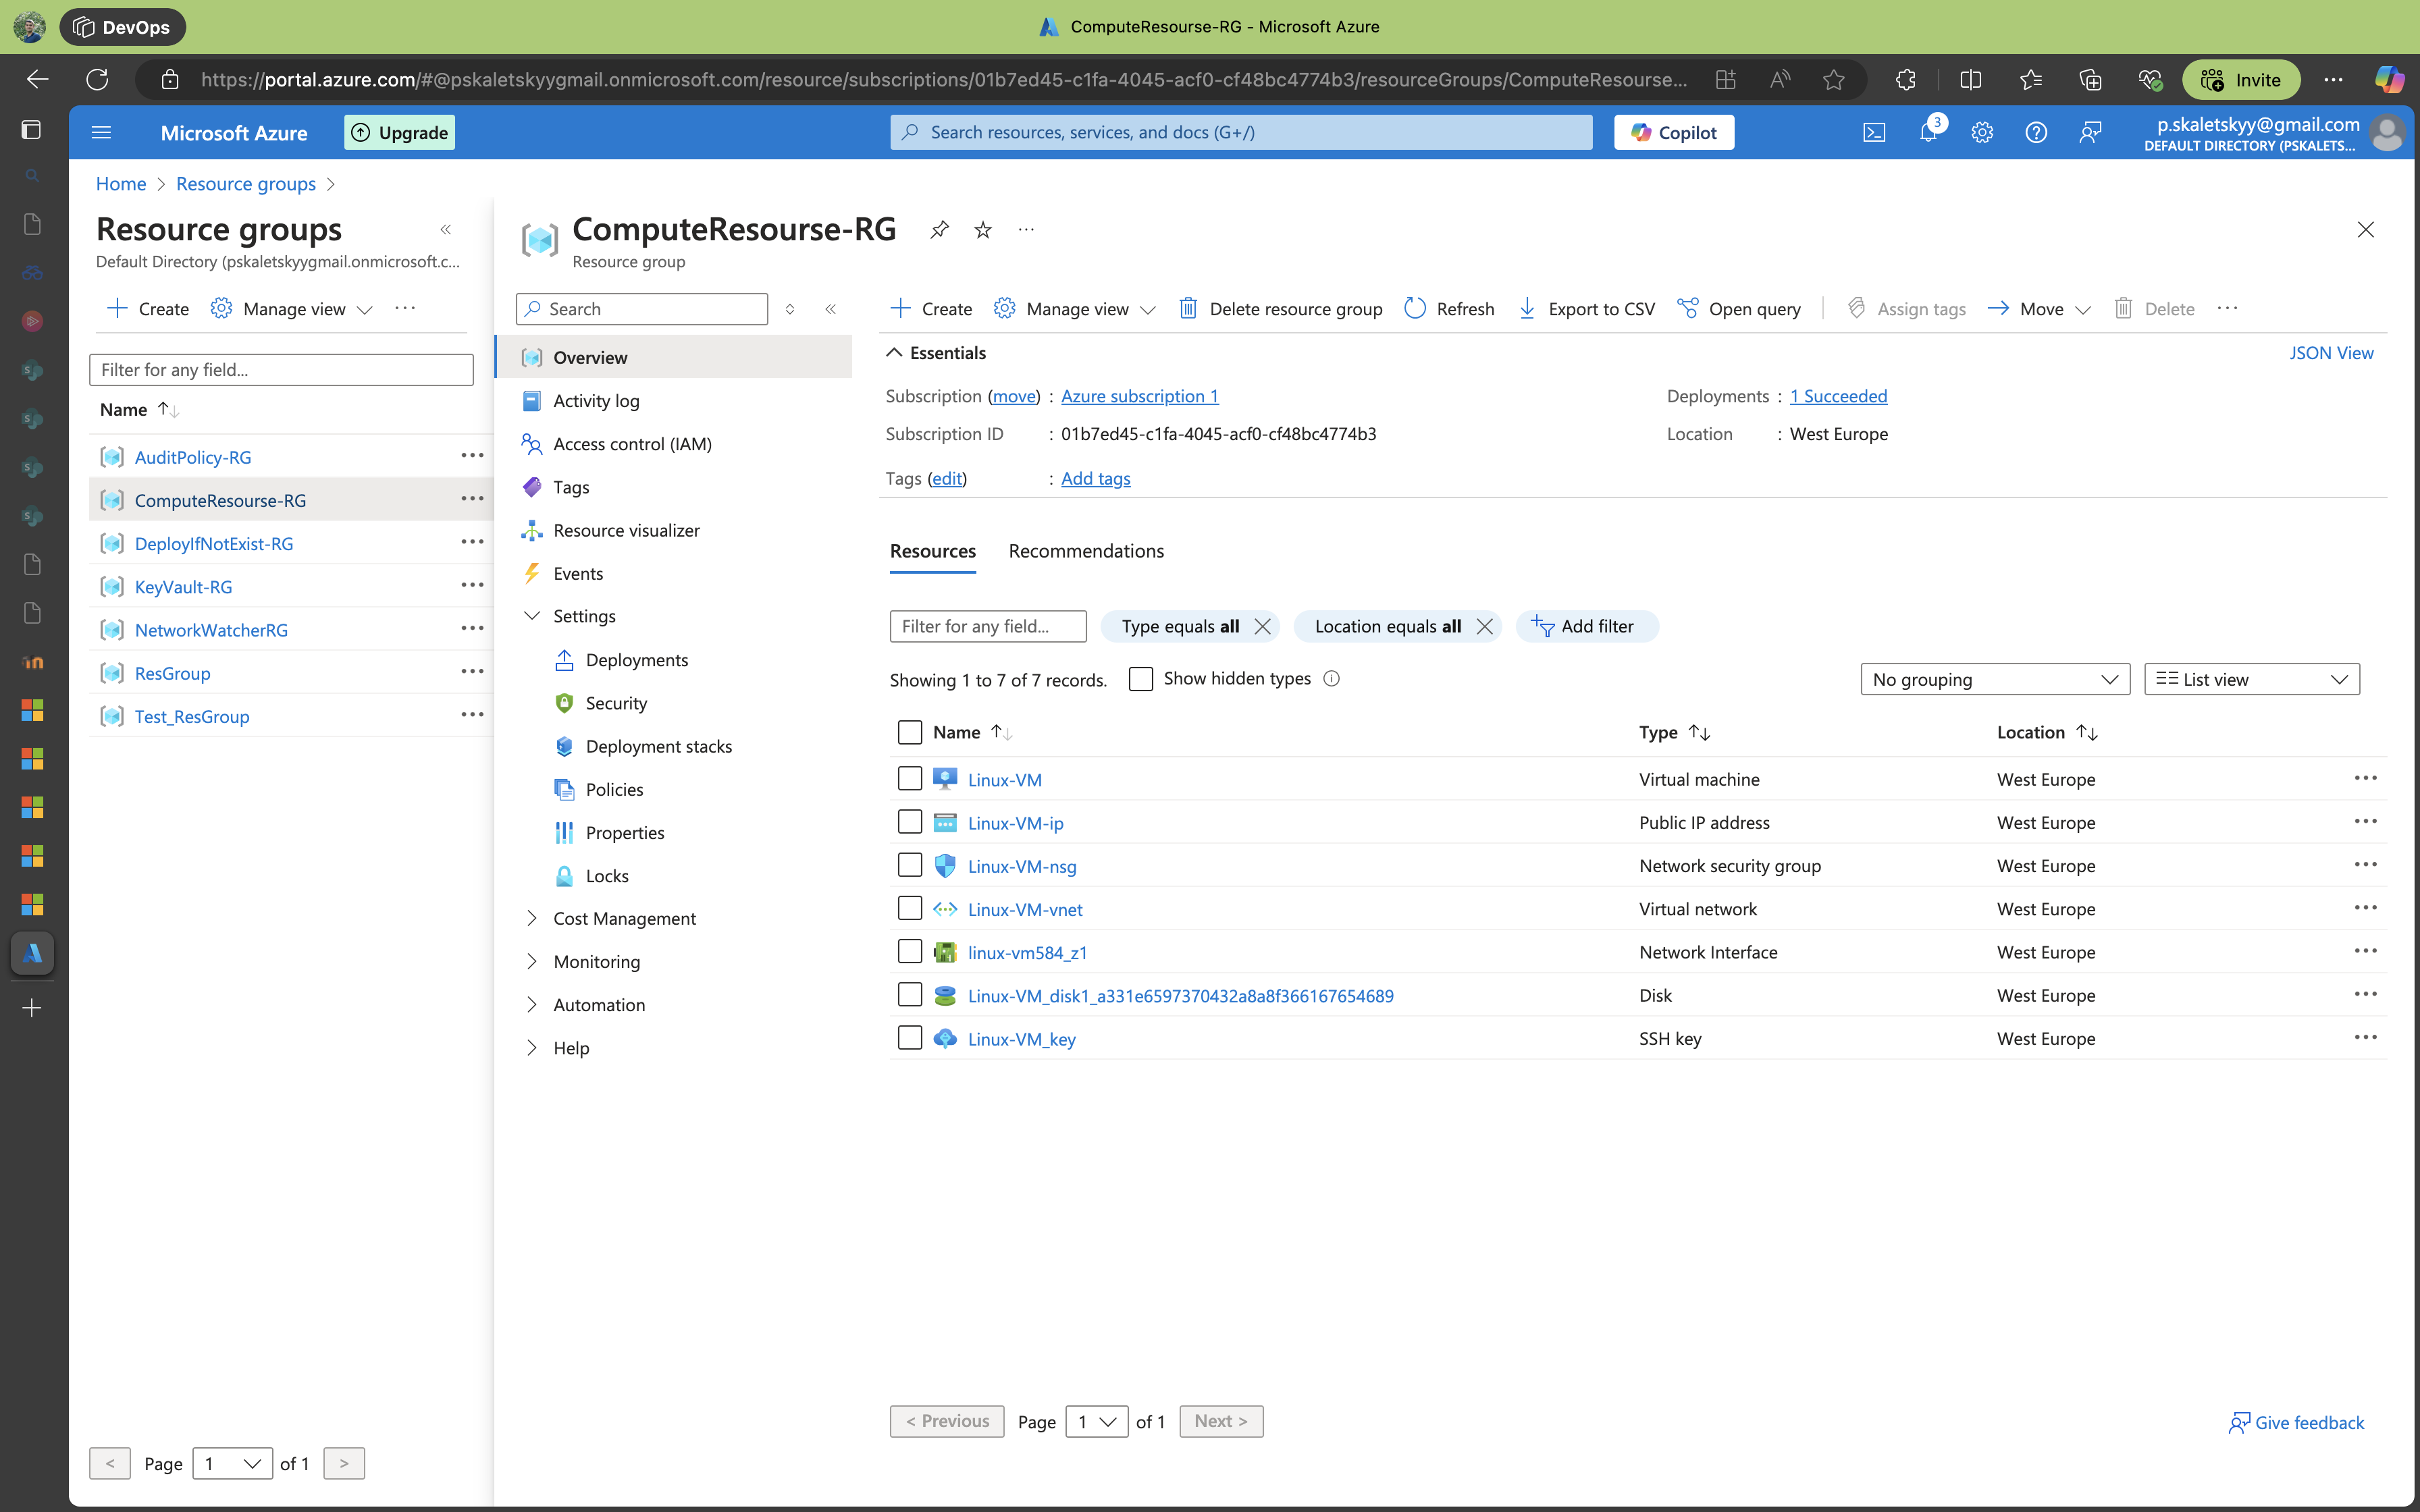 DevOps
ComputeResourse-RG - Microsoft Azure
https://portal.azure.com/#@pskaletskyygmail.onmicrosoft.com/resource/subscriptions/01b7ed45-c1fa-4045-acf0-cf48bc4774b3/resourceGroups/ComputeResourse...
Invite
Microsoft Azure
Upgrade
Search resources, services, and docs (G+/)
Copilot
3
p.skaletskyy@gmail.com
DEFAULT DIRECTORY (PSKALETS...
Home > Resource groups >
Resource groups
Default Directory (pskaletskyygmail.onmicrosoft.c...
Create
Manage view
Filter for any field...
Name
AuditPolicy-RG
ComputeResourse-RG
DeployIfNotExist-RG
KeyVault-RG
NetworkWatcherRG
ResGroup
Test_ResGroup
< Page 1 of 1 >
ComputeResourse-RG
Resource group
Search
Overview
Activity log
Access control (IAM)
Tags
Resource visualizer
Events
Settings
Deployments
Security
Deployment stacks
Policies
Properties
Locks
Cost Management
Monitoring
Automation
Help
Create Manage view Delete resource group Refresh Export to CSV Open query Assign tags Move Delete
Essentials
JSON View
Subscription (move) : Azure subscription 1
Deployments : 1 Succeeded
Subscription ID : 01b7ed45-c1fa-4045-acf0-cf48bc4774b3
Location : West Europe
Tags (edit) : Add tags
Resources Recommendations
Filter for any field... Type equals all Location equals all Add filter
Showing 1 to 7 of 7 records. Show hidden types No grouping List view
Name Type Location
Linux-VM Virtual machine West Europe
Linux-VM-ip Public IP address West Europe
Linux-VM-nsg Network security group West Europe
Linux-VM-vnet Virtual network West Europe
linux-vm584_z1 Network Interface West Europe
Linux-VM_disk1_a331e6597370432a8a8f366167654689 Disk West Europe
Linux-VM_key SSH key West Europe
< Previous Page 1 of 1 Next >
Give feedback